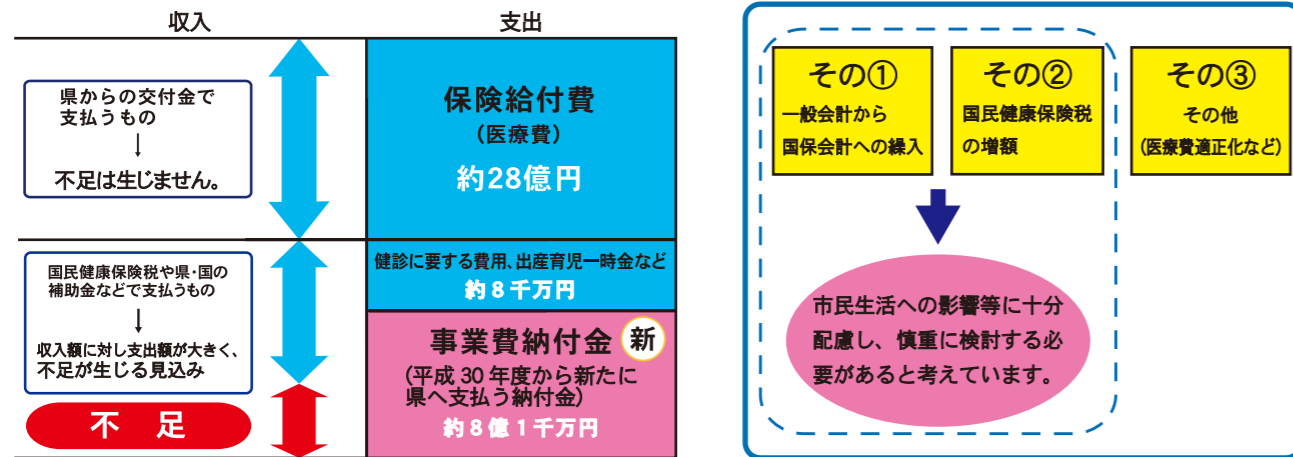 収入
支出
県からの交付金で
支払うもの
↓
不足は生じません。
保険給付費
(医療費)
約28億円
国民健康保険税や県・国の
補助金などで支払うもの
↓
収入額に対し支出額が大きく、
不足が生じる見込み
不 足
健診に要する費用、出産育児一時金など
約8千万円
事業費納付金 新
(平成30年度から新たに
県へ支払う納付金)
約8億1千万円
その①
一般会計から
国保会計への繰入
その②
国民健康保険税
の増額
その③
その他
(医療費適正化など)
市民生活への影響等に十分
配慮し、慎重に検討する必
要があると考えています。